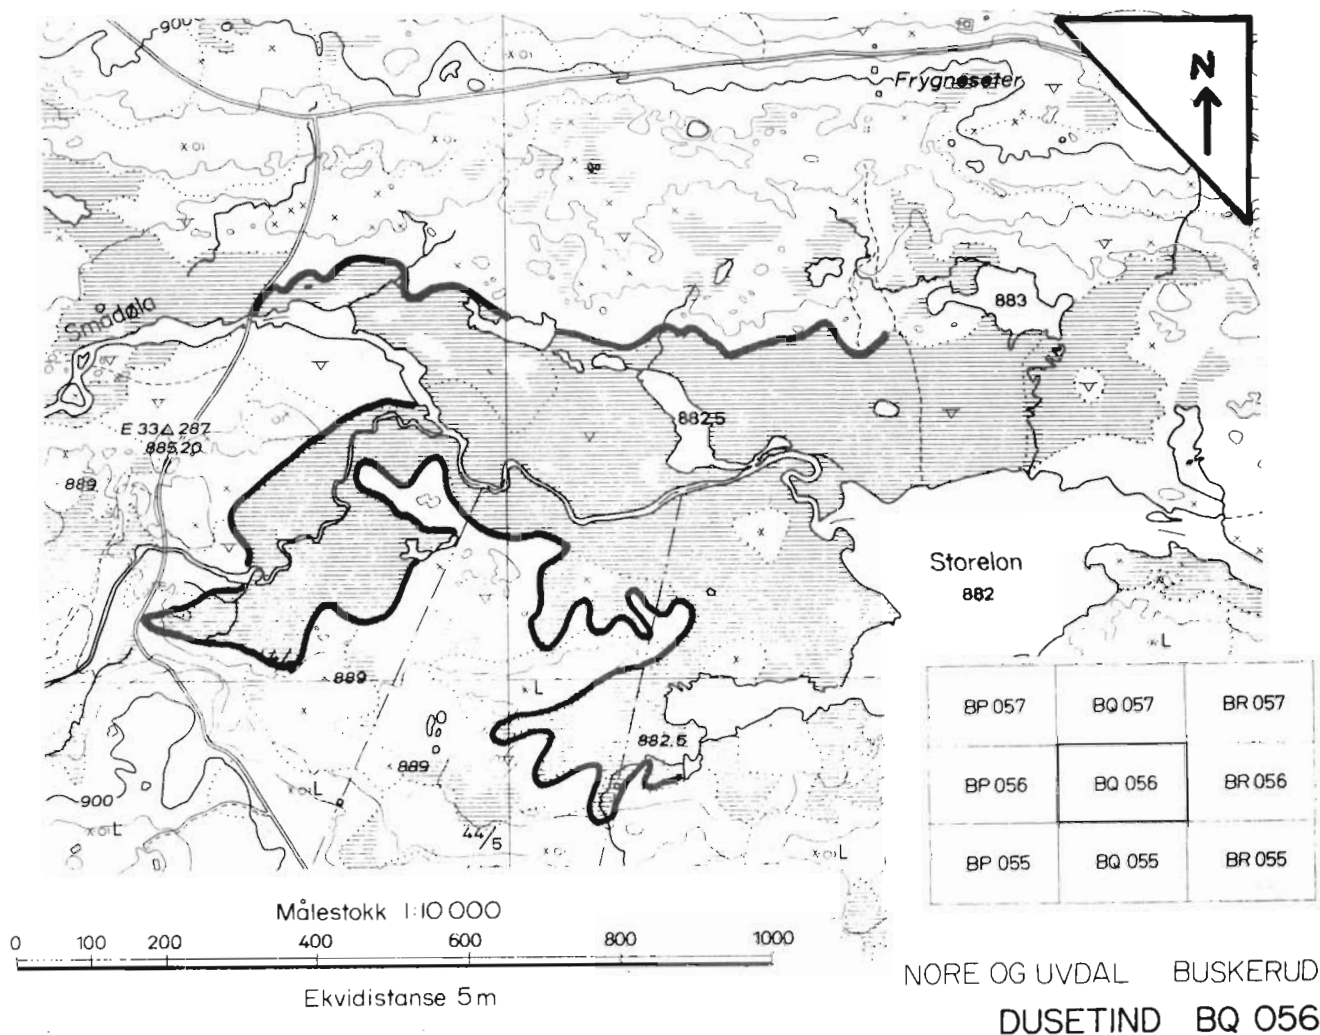 900
Frygnesøter
N
Smådøla
883
882.5
E 33△ 287
885.20
889
Storelon
882
L
889
L
882.5
889
900
L
L
44/5
L
BP 057 BQ 057 BR 057
BP 056 BQ 056 BR 056
BP 055 BQ 055 BR 055
Målestokk 1:10 000
0 100 200 400 600 800 1000
Ekvidistanse 5m
NORE OG UVDAL BUSKERUD
DUSETIND BQ 056